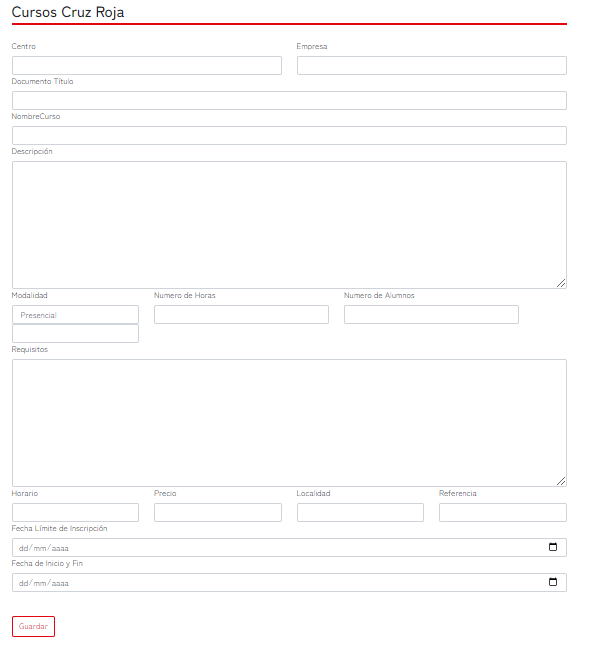 Cursos Cruz Roja
Centro Empresa
Documento Título
NombreCurso
Descripción
Modalidad Numero de Horas Numero de Alumnos
Presencial
Requisitos
Horario Precio Localidad Referencia
Fecha Límite de Inscripción
dd/mm/aaaa
Fecha de Inicio y Fin
dd/mm/aaaa
Guardar